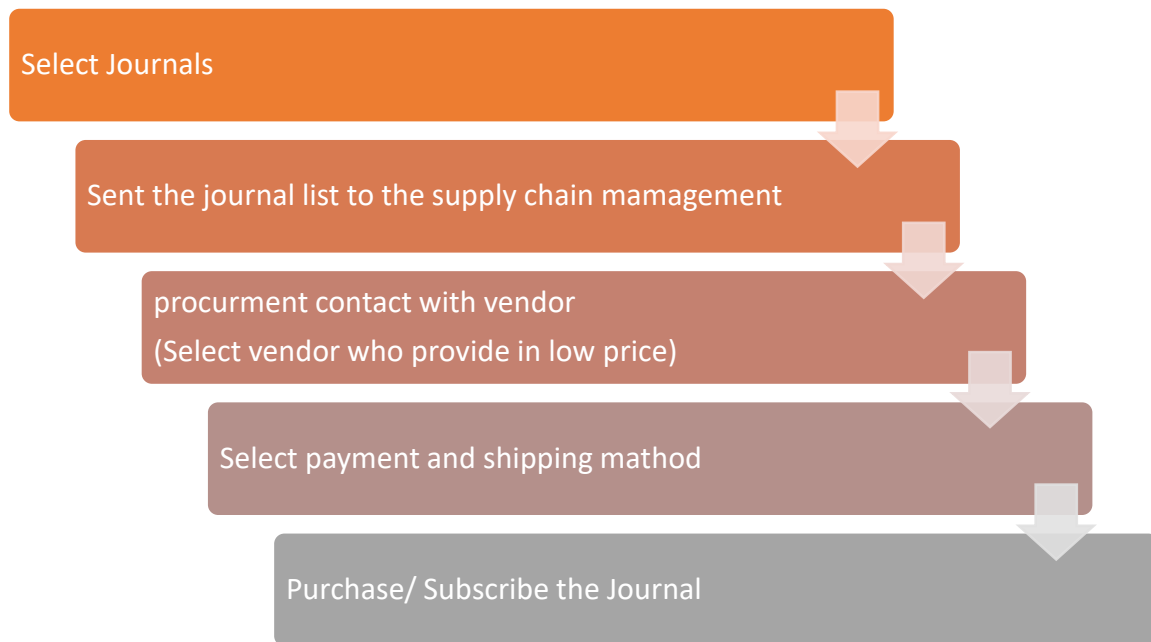 Select Journals
Sent the journal list to the supply chain mamagement
procurment contact with vendor
(Select vendor who provide in low price)
Select payment and shipping mathod
Purchase/ Subscribe the Journal